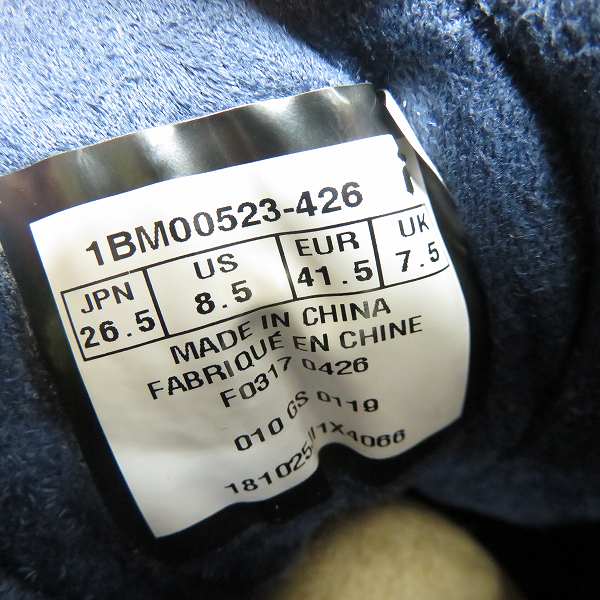 1BM00523-426
JPN US EUR UK
26.5 8.5 41.5 7.5
MADE IN CHINA
FABRIQUÉ EN CHINE
F0317 0426
010 GS 0119